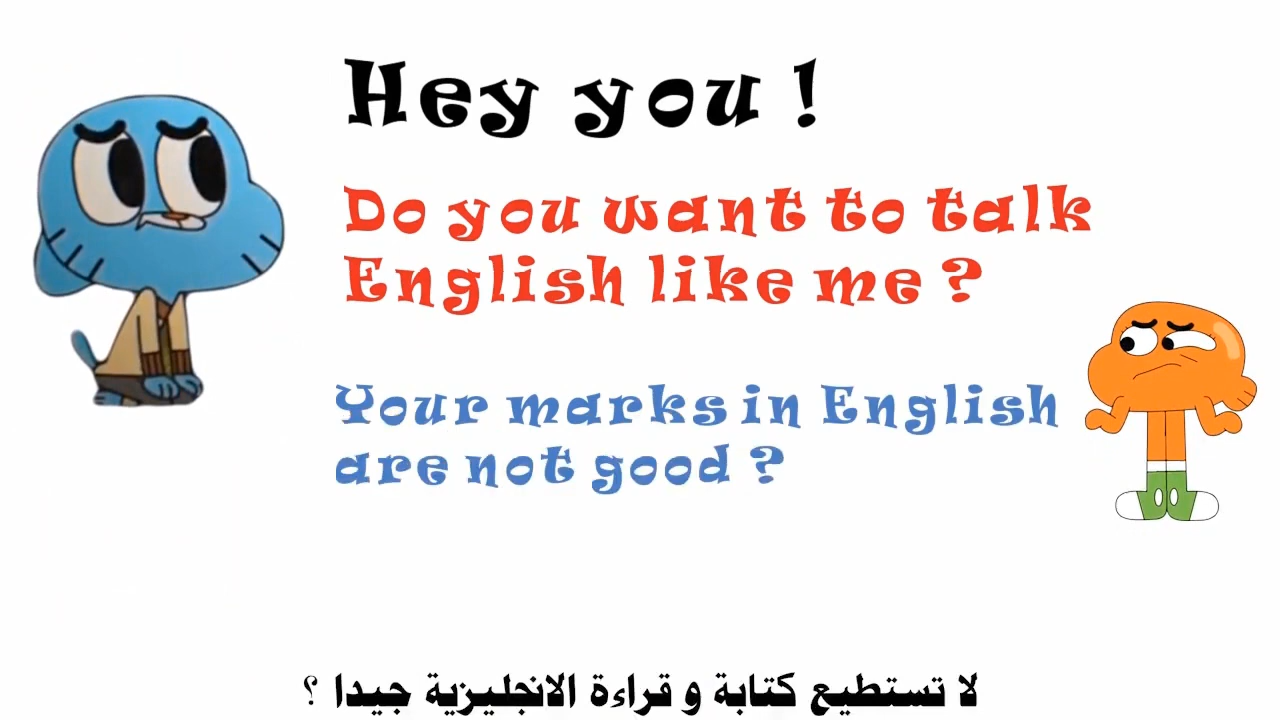 Hey you !
Do you want to talk
English like me ?
Your marks in English
are not good ?
لا تستطيع كتابة و قراءة الانجليزية جيدا ؟